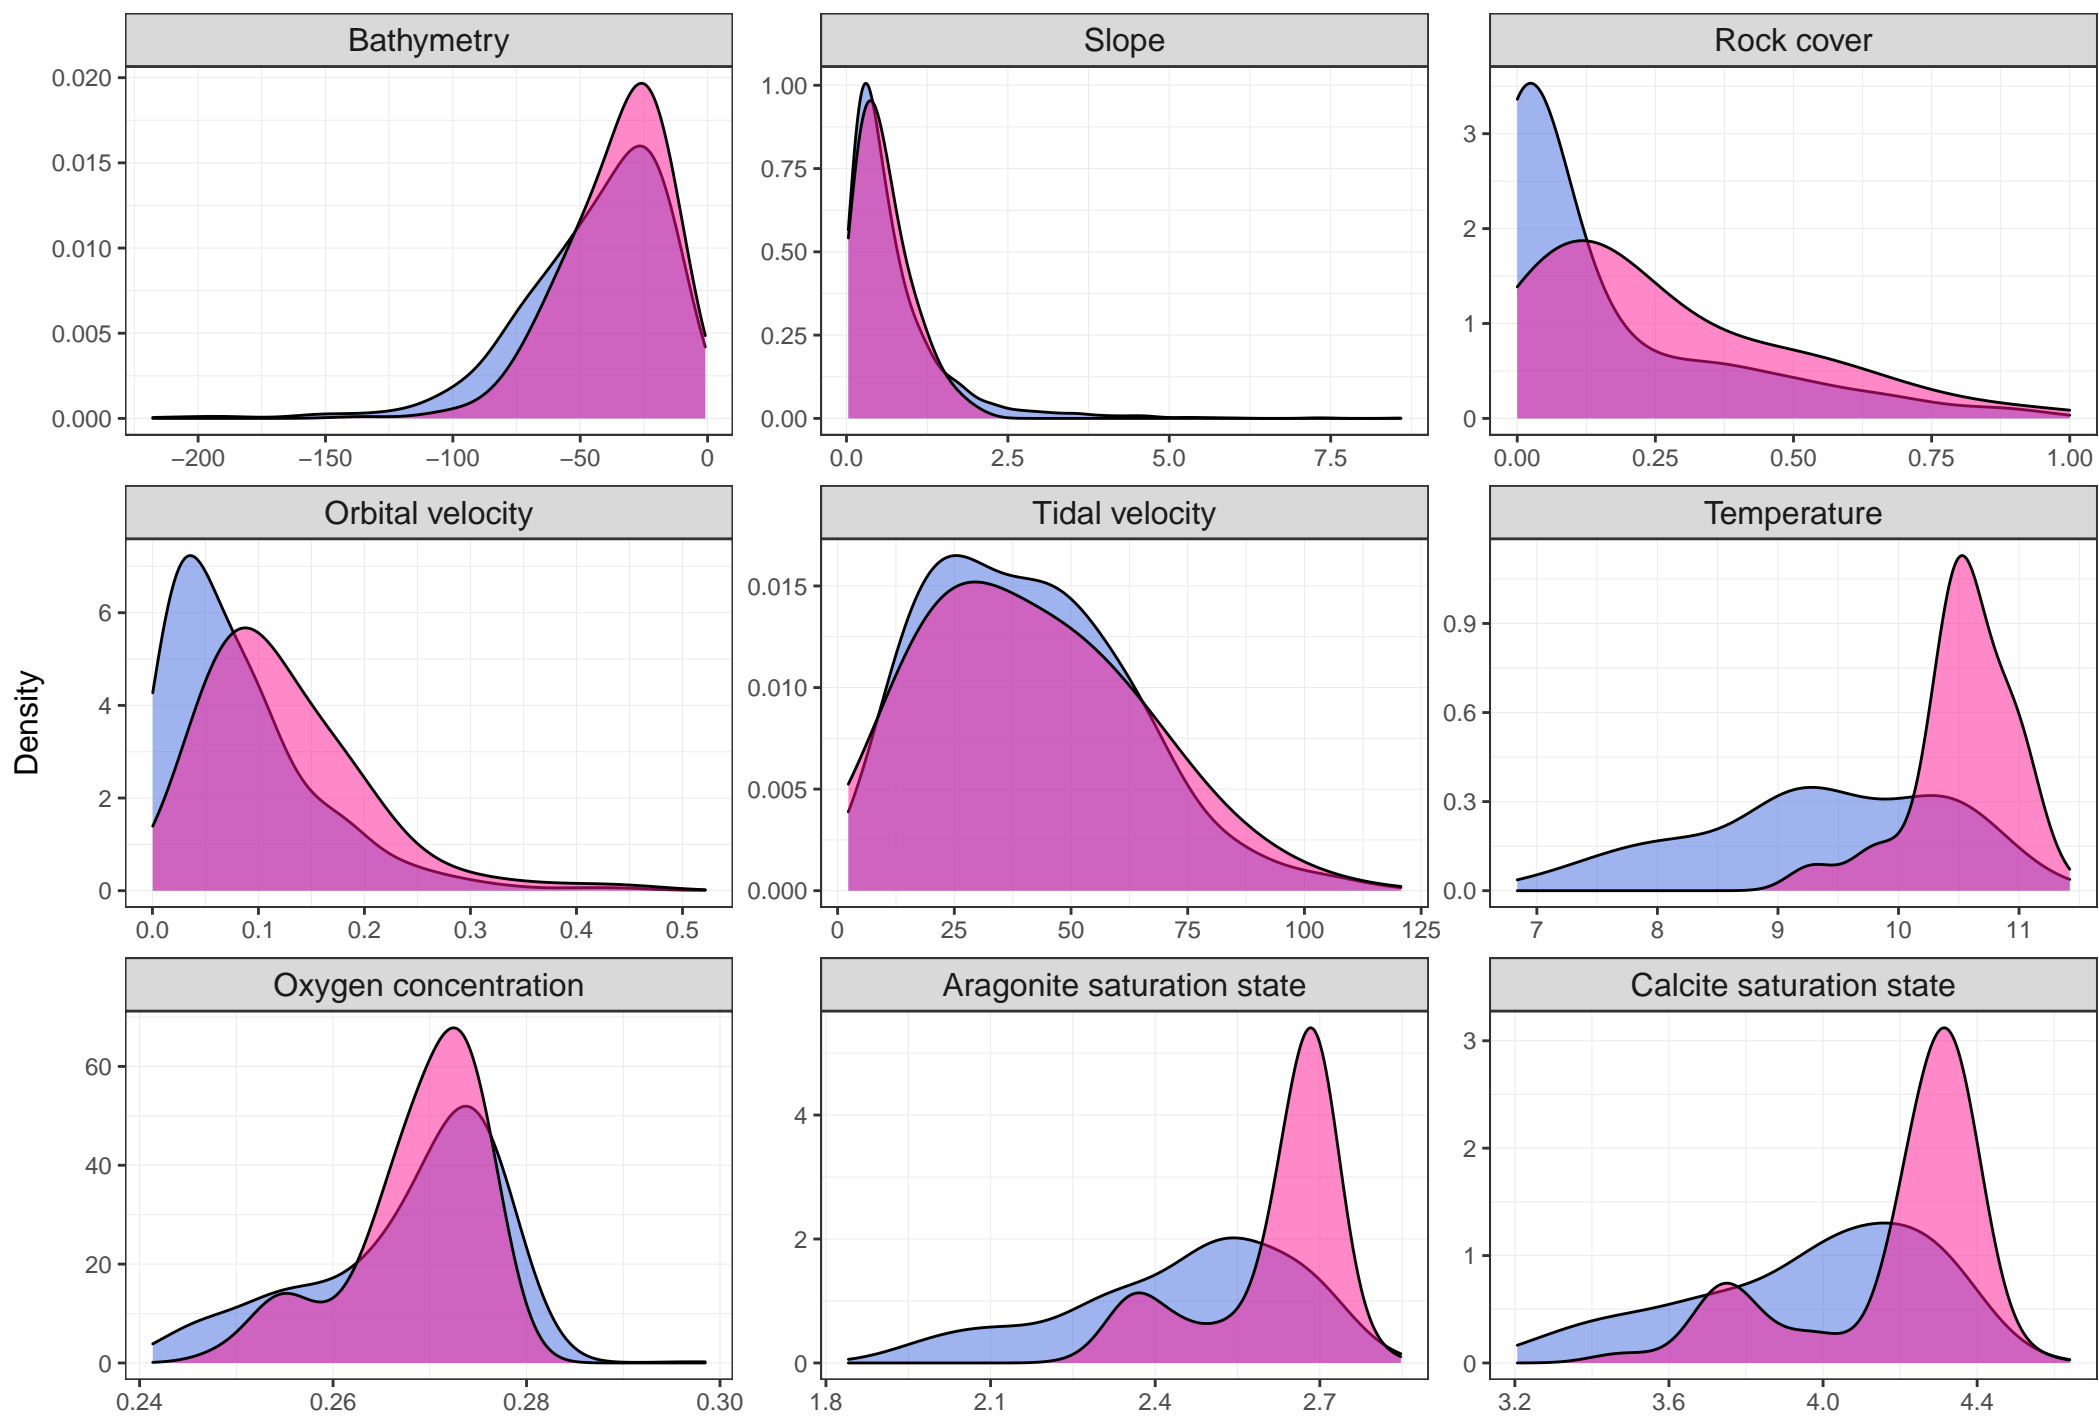 Bathymetry
Slope
Rock cover
0.020
0.015
0.010
0.005
0.000
1.00
0.75
0.50
0.25
0.00
3
2
1
0
−200 −150 −100 −50 0
0.0 2.5 5.0 7.5
0.00 0.25 0.50 0.75 1.00
Orbital velocity
Tidal velocity
Temperature
Density
6
4
2
0
0.015
0.010
0.005
0.000
0.9
0.6
0.3
0.0
0.0 0.1 0.2 0.3 0.4 0.5
0 25 50 75 100 125
7 8 9 10 11
Oxygen concentration
Aragonite saturation state
Calcite saturation state
60
40
20
0
4
2
0
3
2
1
0
0.24 0.26 0.28 0.30
1.8 2.1 2.4 2.7
3.2 3.6 4.0 4.4